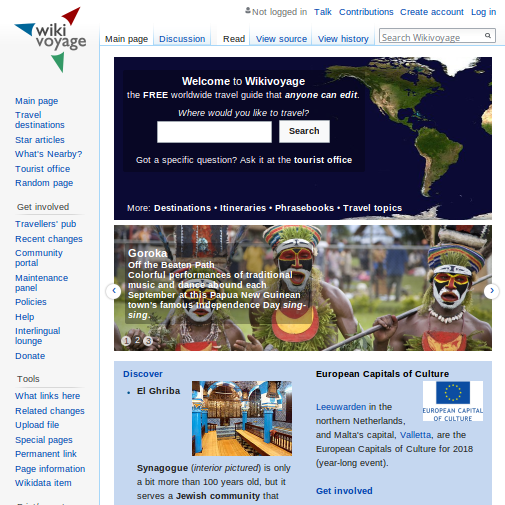 wiki
voyage
Not logged in Talk Contributions Create account Log in
Main page Discussion Read View source View history Search Wikivoyage
Main page
Travel
destinations
Star articles
What's Nearby?
Tourist office
Random page
Get involved
Travellers' pub
Recent changes
Community
portal
Maintenance
panel
Policies
Help
Interlingual
lounge
Donate
Tools
What links here
Related changes
Upload file
Special pages
Permanent link
Page information
Wikidata item
Welcome to Wikivoyage
the FREE worldwide travel guide that anyone can edit.
Where would you like to travel?
Search
Got a specific question? Ask it at the tourist office
More: Destinations • Itineraries • Phrasebooks • Travel topics
Goroka
Off the Beaten Path
Colorful performances of traditional
music and dance abound each
September at this Papua New Guinean
town's famous Independence Day sing-
sing.
1 2 3
Discover
• El Ghriba
Synagogue (interior pictured) is only
a bit more than 100 years old, but it
serves a Jewish community that
European Capitals of Culture
EUROPEAN CAPITAL
OF CULTURE
Leeuwarden in the
northern Netherlands,
and Malta's capital, Valletta, are the
European Capitals of Culture for 2018
(year-long event).
Get involved